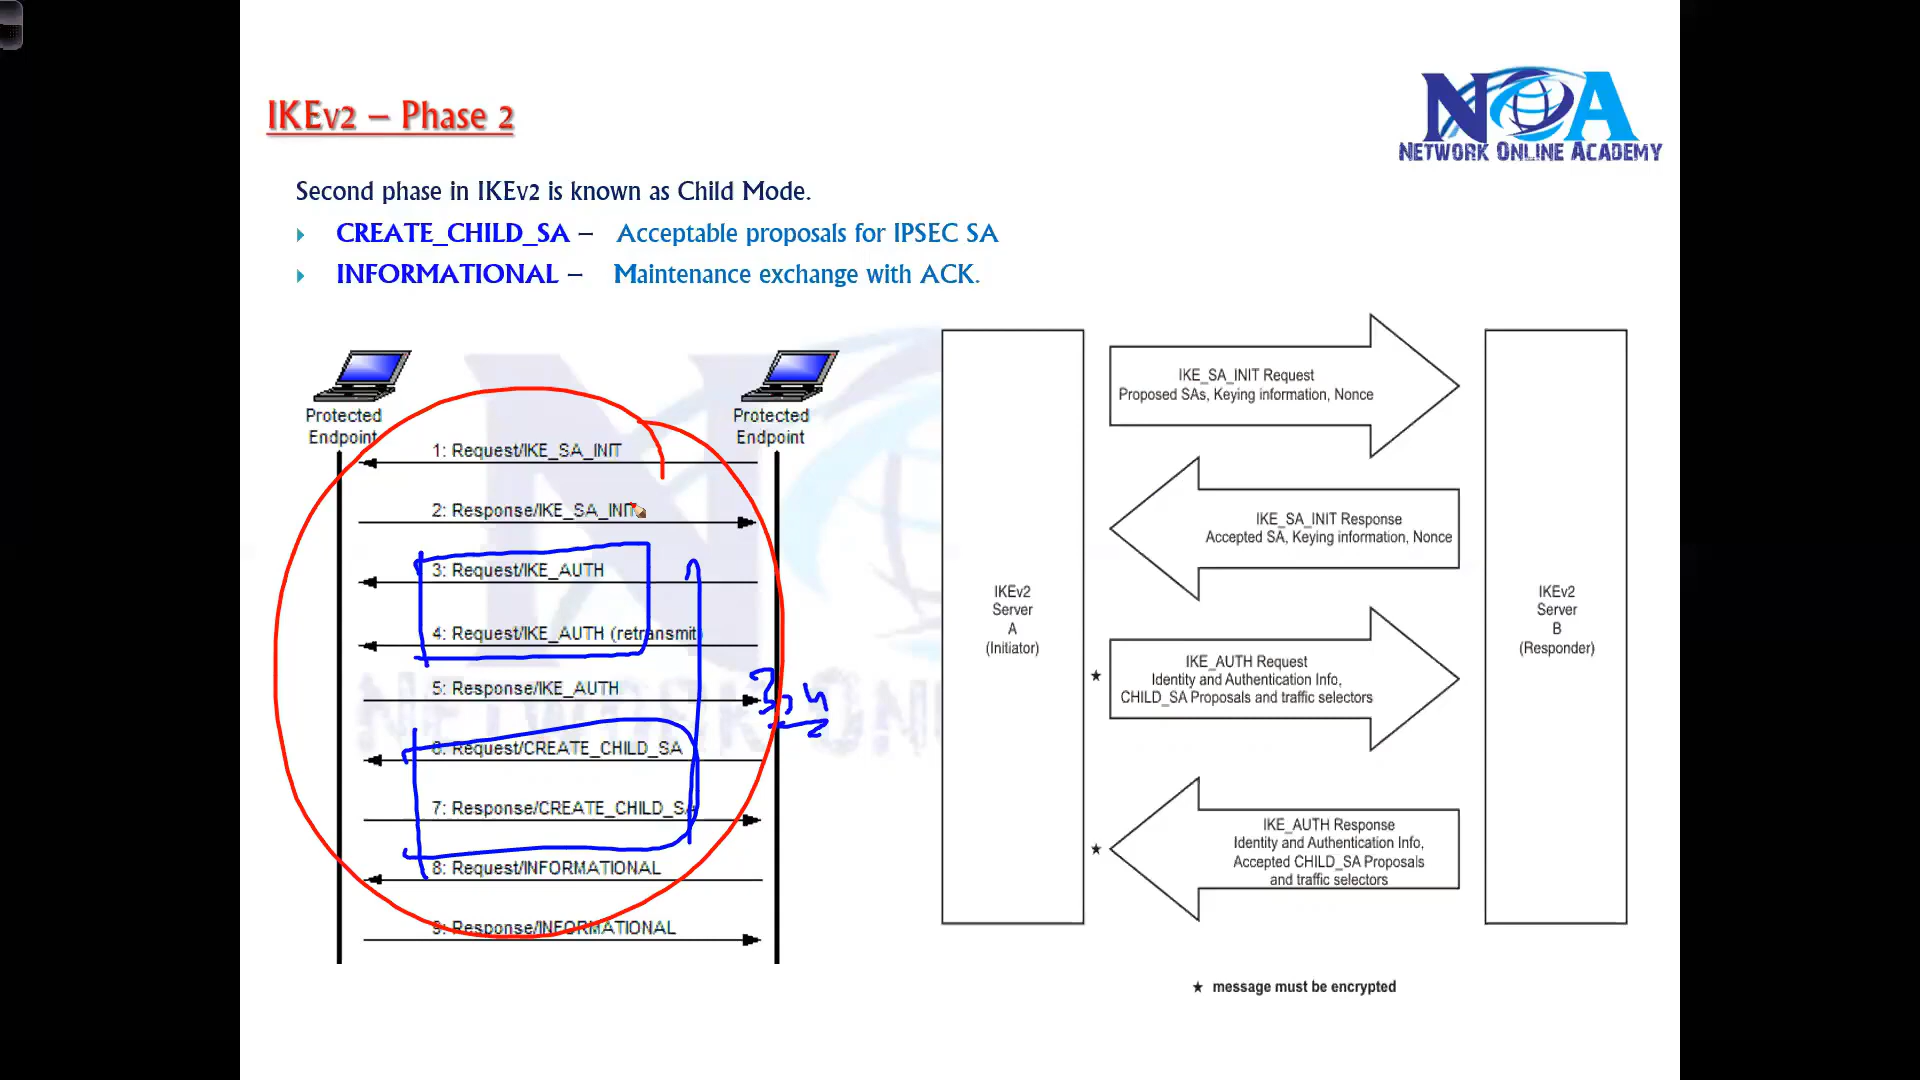 IKEv2 – Phase 2
NOA
NETWORK ONLINE ACADEMY
Second phase in IKEv2 is known as Child Mode.
CREATE_CHILD_SA – Acceptable proposals for IPSEC SA
INFORMATIONAL – Maintenance exchange with ACK.
Protected
Endpoint
Protected
Endpoint
1: Request/IKE_SA_INIT
2: Response/IKE_SA_INIT
3: Request/IKE_AUTH
4: Request/IKE_AUTH (retransmit)
5: Response/IKE_AUTH
3,4
6: Request/CREATE_CHILD_SA
7: Response/CREATE_CHILD_SA
8: Request/INFORMATIONAL
9: Response/INFORMATIONAL
IKEv2
Server
A
(Initiator)
IKE_SA_INIT Request
Proposed SAs, Keying information, Nonce
IKE_SA_INIT Response
Accepted SA, Keying information, Nonce
★ IKE_AUTH Request
Identity and Authentication Info,
CHILD_SA Proposals and traffic selectors
★ IKE_AUTH Response
Identity and Authentication Info,
Accepted CHILD_SA Proposals
and traffic selectors
IKEv2
Server
B
(Responder)
★ message must be encrypted